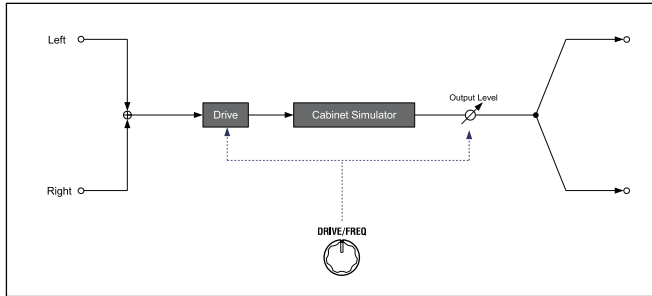 Left
Output Level
Drive
Cabinet Simulator
Right
DRIVE/FREQ